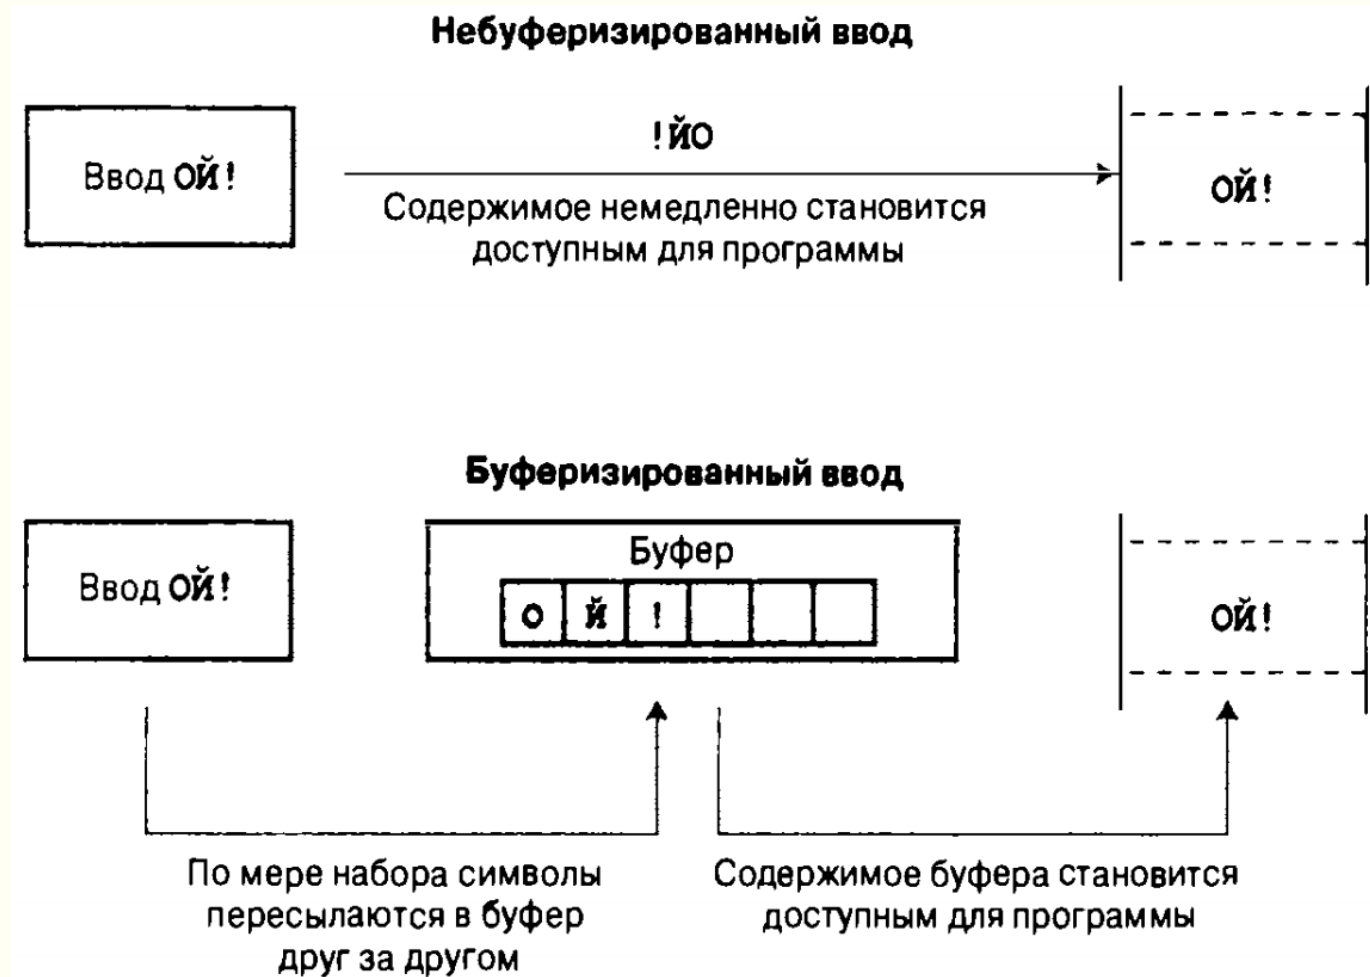 Небуферизированный ввод
Ввод ОЙ!
!ЙО
Содержимое немедленно становится
доступным для программы
ОЙ!
Буферизированный ввод
Ввод ОЙ!
Буфер
О Й !
ОЙ!
По мере набора символы
пересылаются в буфер
друг за другом
Содержимое буфера становится
доступным для программы